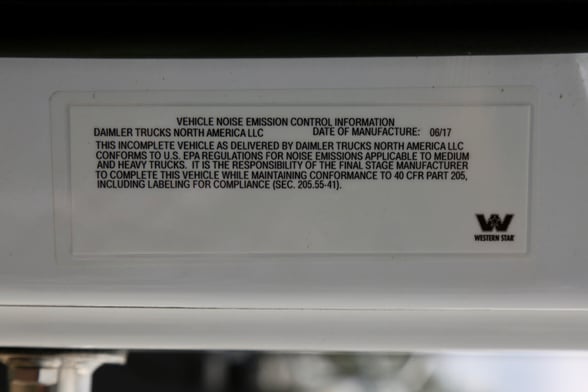 VEHICLE NOISE EMISSION CONTROL INFORMATION
DAIMLER TRUCKS NORTH AMERICA LLC DATE OF MANUFACTURE: 06/17
THIS INCOMPLETE VEHICLE AS DELIVERED BY DAIMLER TRUCKS NORTH AMERICA LLC
CONFORMS TO U.S. EPA REGULATIONS FOR NOISE EMISSIONS APPLICABLE TO MEDIUM
AND HEAVY TRUCKS. IT IS THE RESPONSIBILITY OF THE FINAL STAGE MANUFACTURER
TO COMPLETE THIS VEHICLE WHILE MAINTAINING CONFORMANCE TO 40 CFR PART 205,
INCLUDING LABELING FOR COMPLIANCE (SEC. 205.55-41).
WESTERN STAR